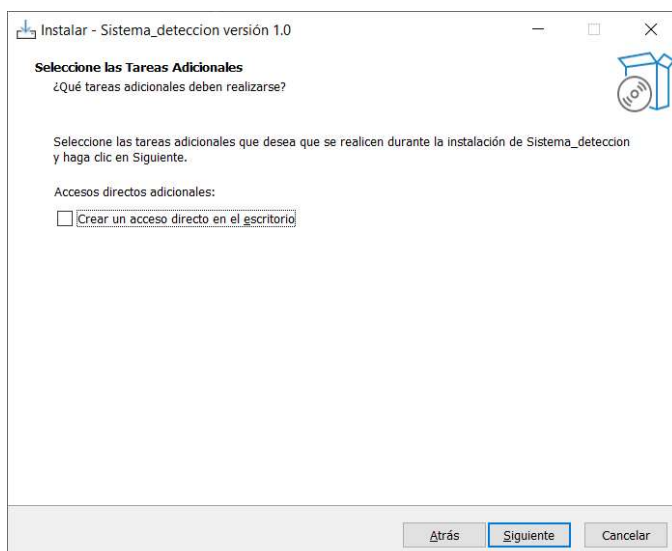 Instalar - Sistema_deteccion versión 1.0
Seleccione las Tareas Adicionales
¿Qué tareas adicionales deben realizarse?
Seleccione las tareas adicionales que desea que se realicen durante la instalación de Sistema_deteccion
y haga clic en Siguiente.
Accesos directos adicionales:
Crear un acceso directo en el escritorio
Atrás Siguiente Cancelar